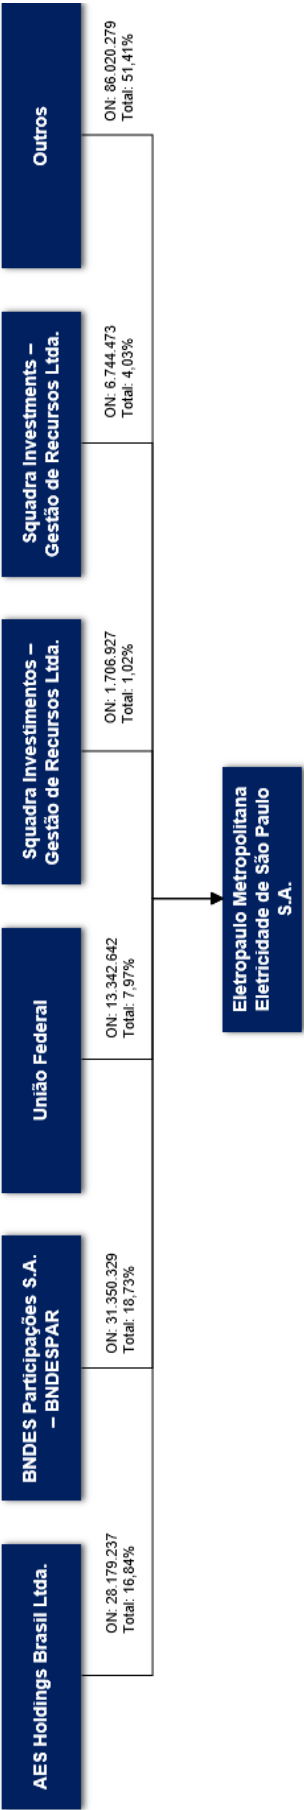 AES Holdings Brasil Ltda.
ON: 28.179.237
Total: 16,84%
BNDES Participações S.A.
– BNDESPAR
ON: 31.350.329
Total: 18,73%
União Federal
ON: 13.342.642
Total: 7,97%
Squadra Investimentos –
Gestão de Recursos Ltda.
ON: 1.706.927
Total: 1,02%
Squadra Investments –
Gestão de Recursos Ltda.
ON: 6.744.473
Total: 4,03%
Outros
ON: 86.020.279
Total: 51,41%
Eletropaulo Metropolitana
Eletricidade de São Paulo
S.A.